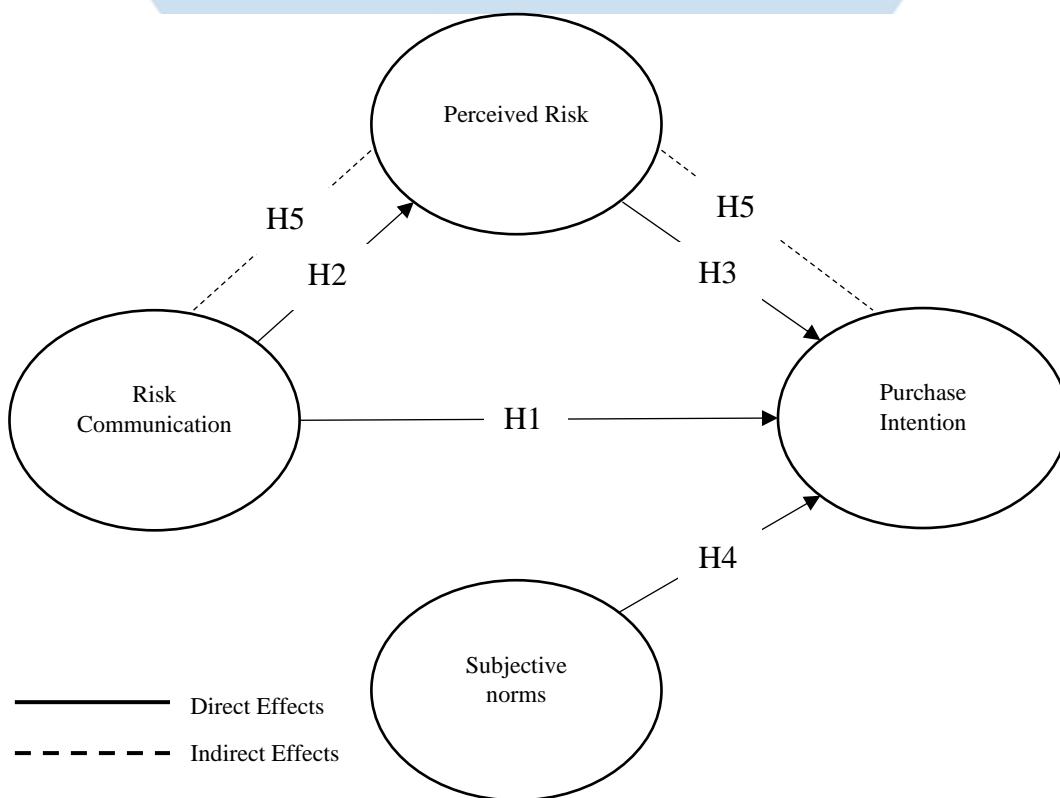 Perceived Risk
H5
H5
H2
H3
Risk
Communication
H1
Purchase
Intention
H4
Subjective
norms
Direct Effects
Indirect Effects